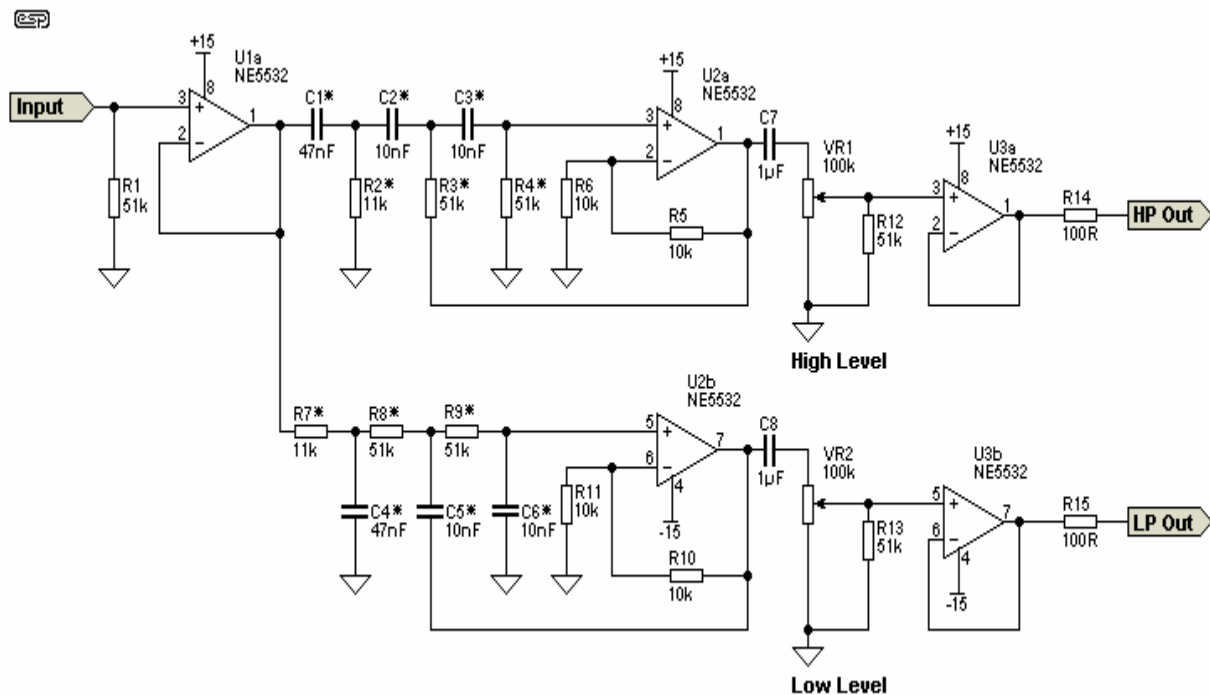 esp
+15
U1a
NE5532
8
Input
3
+
2
−
1
R1
51k
C1*
47nF
C2*
10nF
C3*
10nF
R2*
11k
R3*
51k
R4*
51k
R6
10k
R5
10k
+15
U2a
NE5532
8
3
+
2
−
1
C7
1µF
VR1
100k
R12
51k
+15
U3a
NE5532
8
3
+
2
−
1
R14
100R
HP Out
High Level
R7*
11k
R8*
51k
R9*
51k
C4*
47nF
C5*
10nF
C6*
10nF
R11
10k
R10
10k
U2b
NE5532
5
+
6
−
7
4
-15
C8
1µF
VR2
100k
R13
51k
U3b
NE5532
5
+
6
−
7
4
-15
R15
100R
LP Out
Low Level